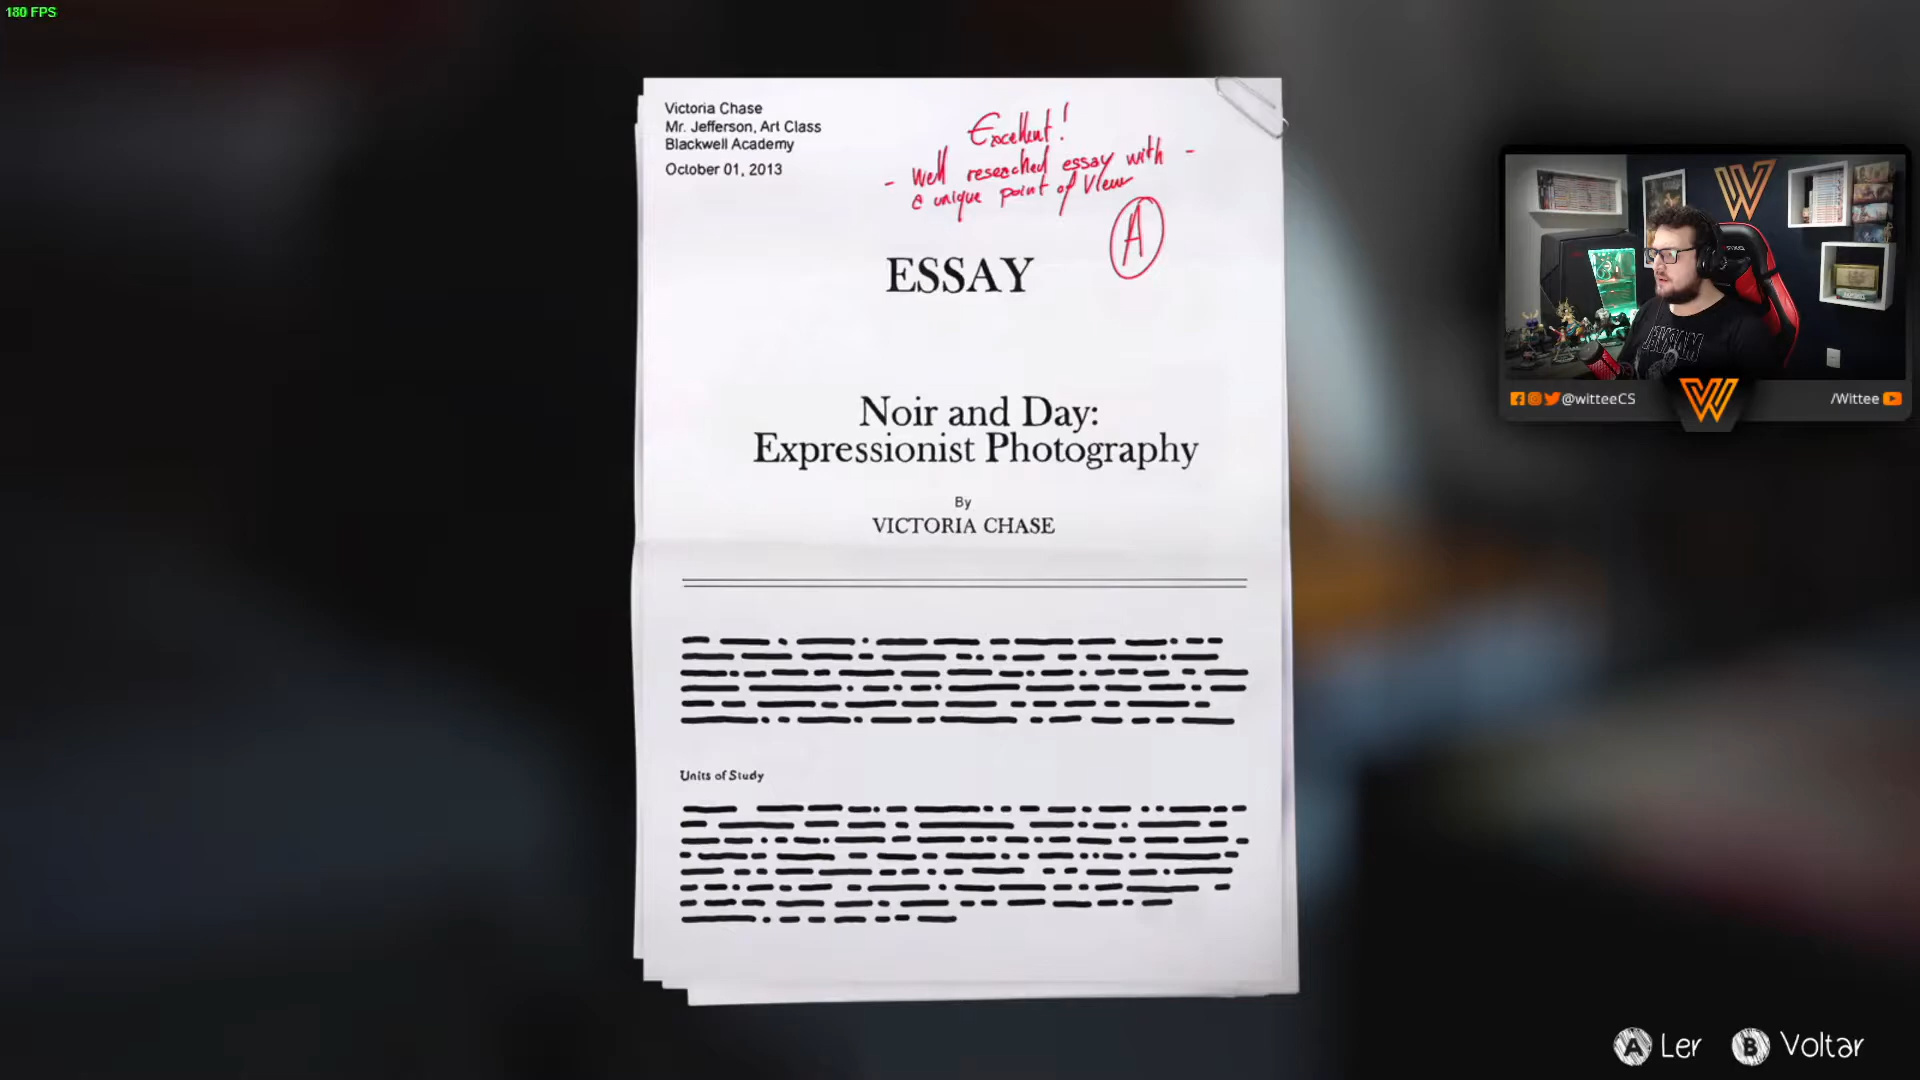 180 FPS
Victoria Chase
Mr. Jefferson, Art Class
Blackwell Academy
October 01, 2013
Excellent!
- Well reseached essay with -
a unique point of View
A
ESSAY
Noir and Day:
Expressionist Photography
By
VICTORIA CHASE
Units of Study
@witteeCS
/Wittee
A Ler
B Voltar